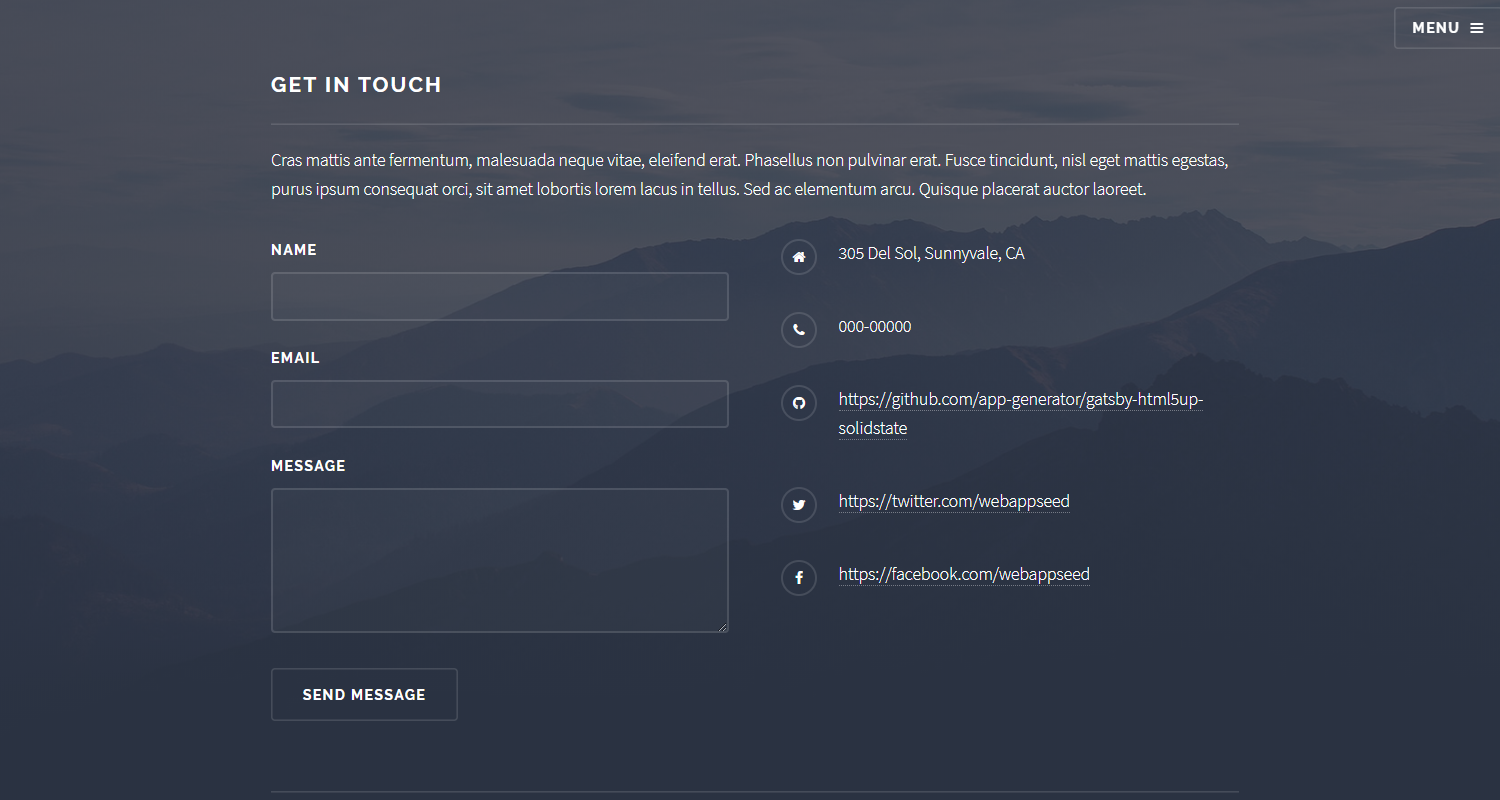 MENU
GET IN TOUCH
Cras mattis ante fermentum, malesuada neque vitae, eleifend erat. Phasellus non pulvinar erat. Fusce tincidunt, nisl eget mattis egestas,
purus ipsum consequat orci, sit amet lobortis lorem lacus in tellus. Sed ac elementum arcu. Quisque placerat auctor laoreet.
NAME
EMAIL
MESSAGE
SEND MESSAGE
305 Del Sol, Sunnyvale, CA
000-00000
https://github.com/app-generator/gatsby-html5up-
solidstate
https://twitter.com/webappseed
https://facebook.com/webappseed